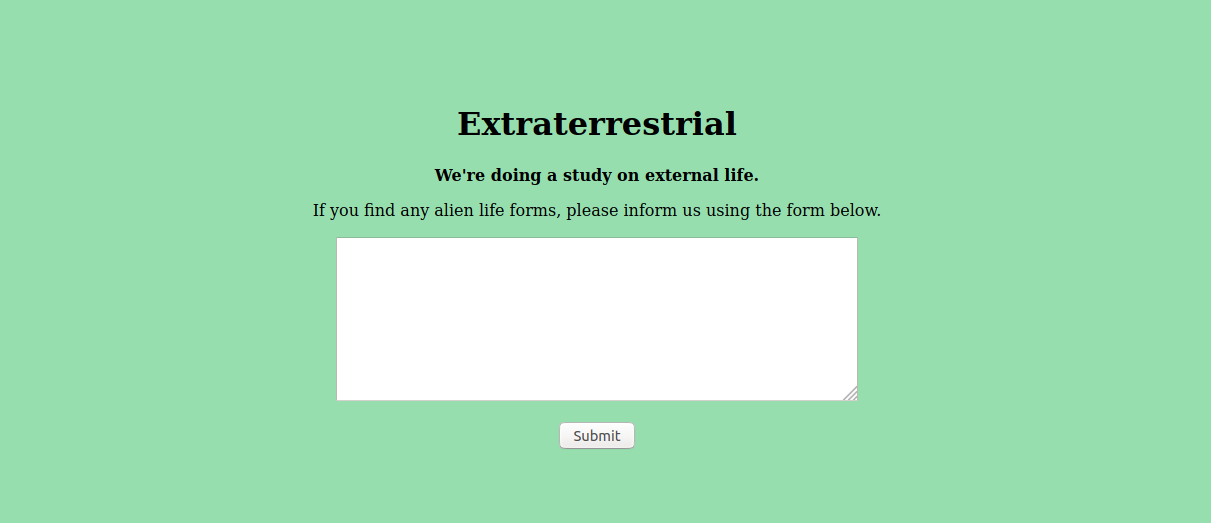 Extraterrestrial
We're doing a study on external life.
If you find any alien life forms, please inform us using the form below.
Submit